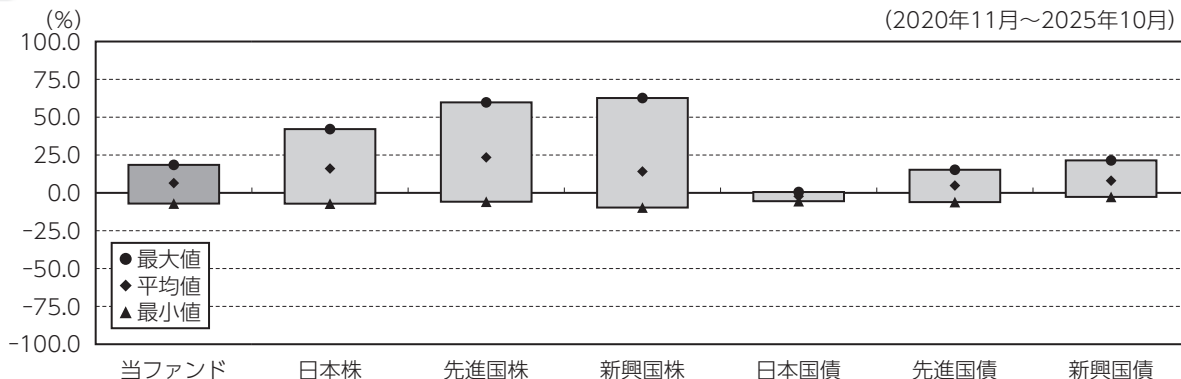 (%)
(2020年11月～2025年10月)
100.0
75.0
50.0
25.0
0.0
-25.0
-50.0
-75.0
-100.0
●最大値
◆平均値
▲最小値
当ファンド 日本株 先進国株 新興国株 日本国債 先進国債 新興国債